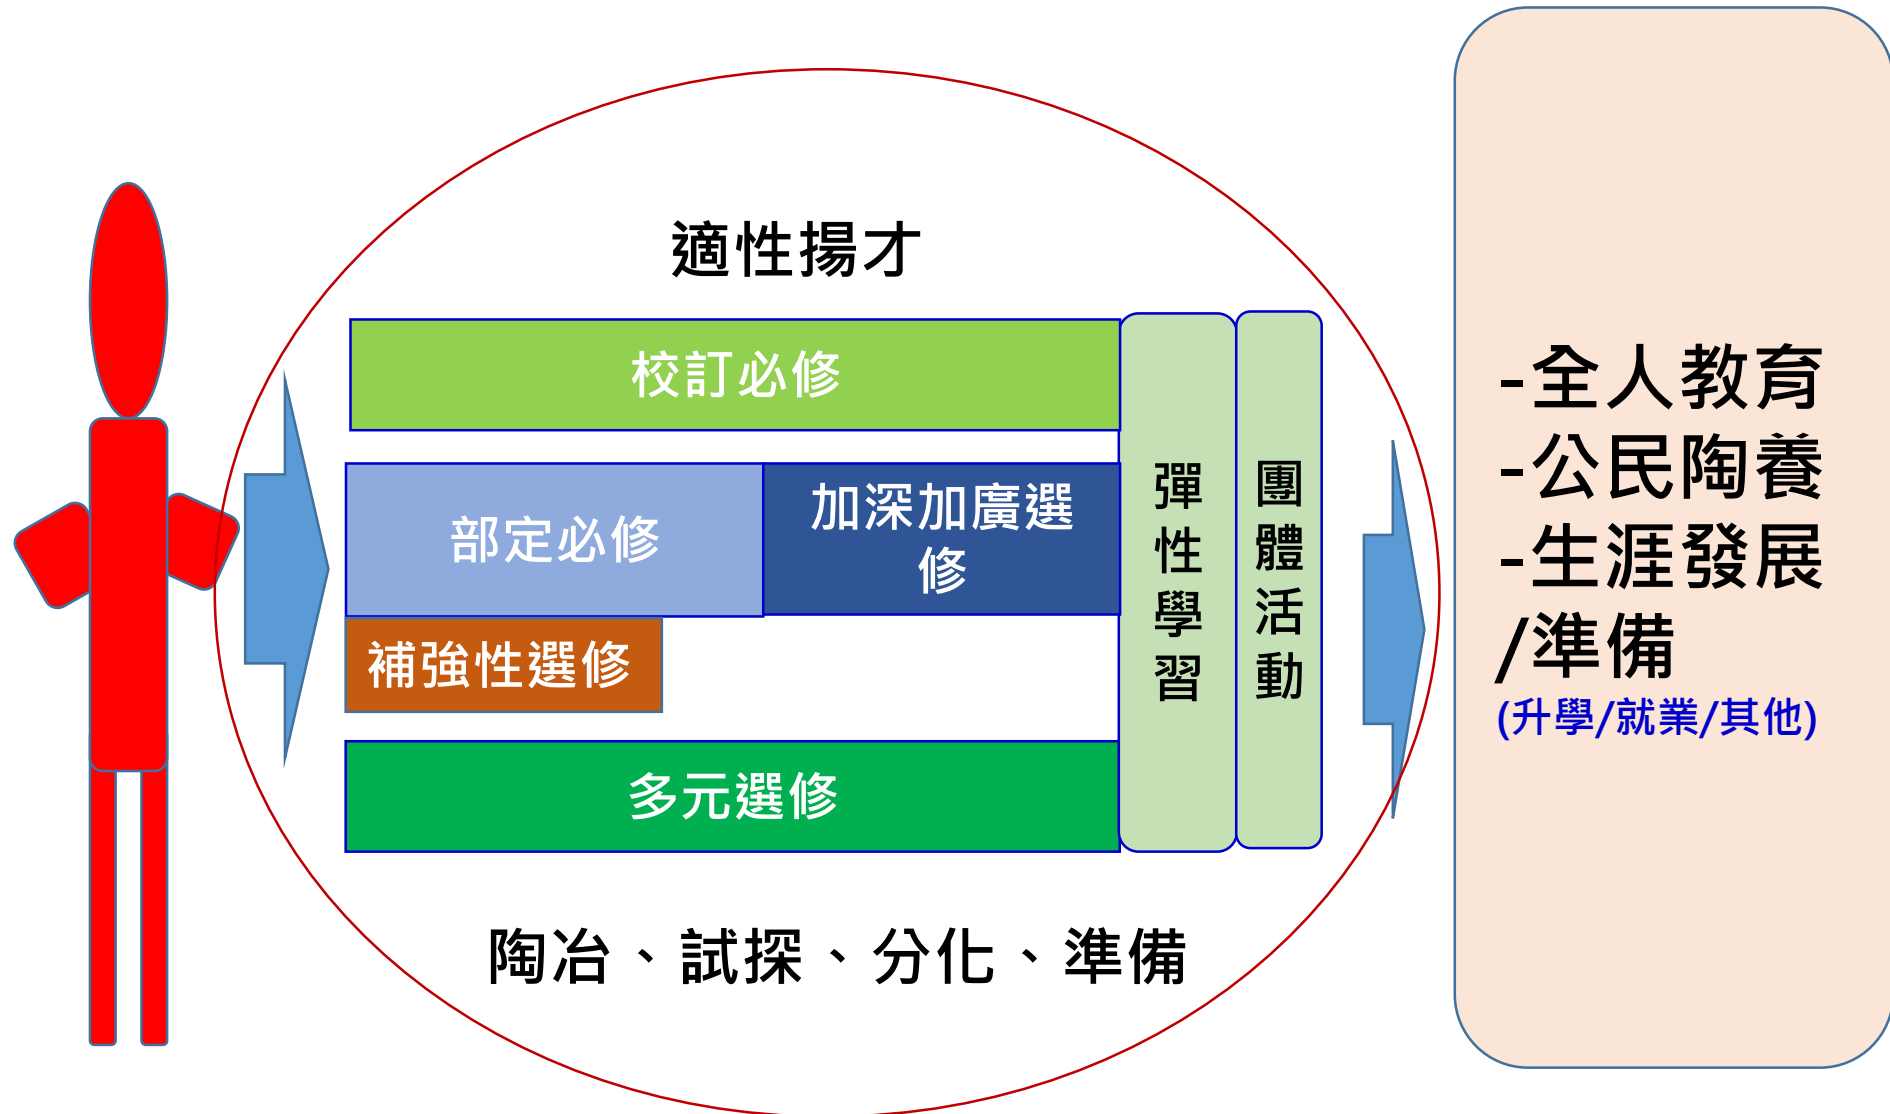 適性揚才
校訂必修
部定必修
加深加廣選
修
補強性選修
多元選修
彈性學習
團體活動
陶冶、試探、分化、準備
-全人教育
-公民陶養
-生涯發展
/準備
(升學/就業/其他)